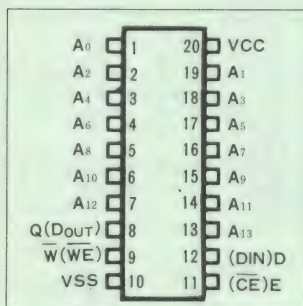 A0 1 20 VCC
A2 2 19 A1
A4 3 18 A3
A6 4 17 A5
A8 5 16 A7
A10 6 15 A9
A12 7 14 A11
Q(DOUT) 8 13 A13
W̅(W̅E̅) 9 12 (DIN)D
VSS 10 11 (C̅E̅)E